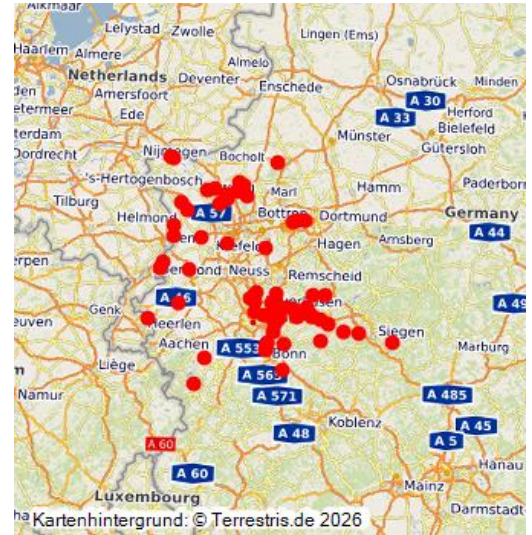 Alkmaar
Lelystad Zwolle
Lingen (Ems)
Haarlem Almere
Almelo
Netherlands
Deventer
Osnabrück
Minden
Amersfoort
Enschede
A 30
Ede
Herford
A 33
Bielefeld
Münster
Gütersloh
Dordrecht
Nijmegen
Bocholt
's-Hertogenbosch
Marl
Hamm
Paderborn
Tilburg
A 57
Bottrop
Dortmund
Germany
Helmond
A 44
Krefeld
Hagen
Arnsberg
Neuss
Remscheid
Genk
A 46
A 49
Heerlen
Siegen
Aachen
Marburg
A 553
Bonn
Liège
A 565
Namur
A 571
A 485
Koblenz
A 48
A 45
A 60
A 5
Hanau
A 60
Mainz
Luxembourg
Darmstadt
Kartenhintergrund: © Terrestris.de 2026